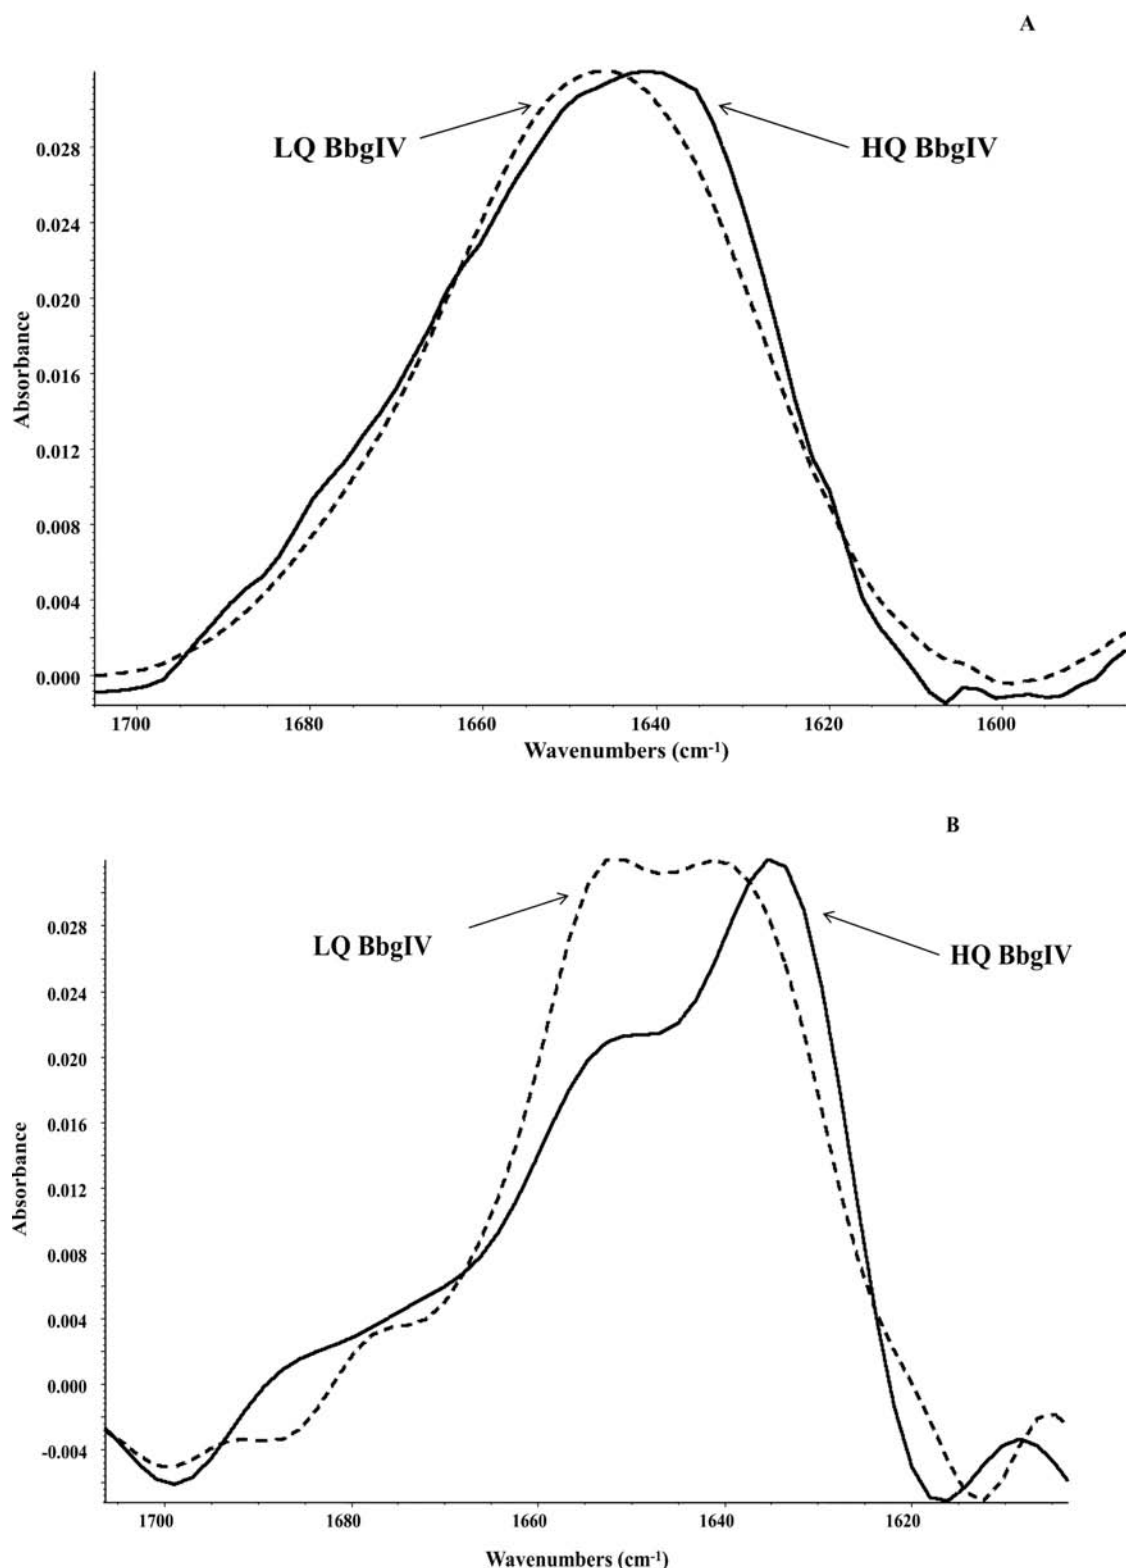 A
LQ BbgIV
HQ BbgIV
0.028
0.024
0.020
0.016
0.012
0.008
0.004
0.000
Absorbance
1700 1680 1660 1640 1620 1600
Wavenumbers (cm-1)
B
LQ BbgIV
HQ BbgIV
0.028
0.024
0.020
0.016
0.012
0.008
0.004
0.000
-0.004
Absorbance
1700 1680 1660 1640 1620
Wavenumbers (cm-1)